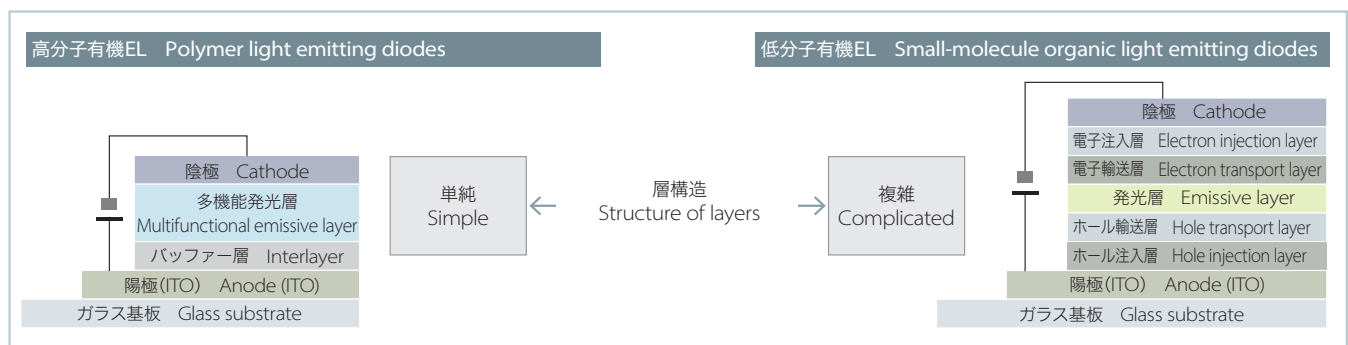 高分子有機EL Polymer light emitting diodes
陰極 Cathode
多機能発光層
Multifunctional emissive layer
バッファー層 Interlayer
陽極(ITO) Anode (ITO)
ガラス基板 Glass substrate
単純
Simple
層構造
Structure of layers
複雑
Complicated
低分子有機EL Small-molecule organic light emitting diodes
陰極 Cathode
電子注入層 Electron injection layer
電子輸送層 Electron transport layer
発光層 Emissive layer
ホール輸送層 Hole transport layer
ホール注入層 Hole injection layer
陽極(ITO) Anode (ITO)
ガラス基板 Glass substrate